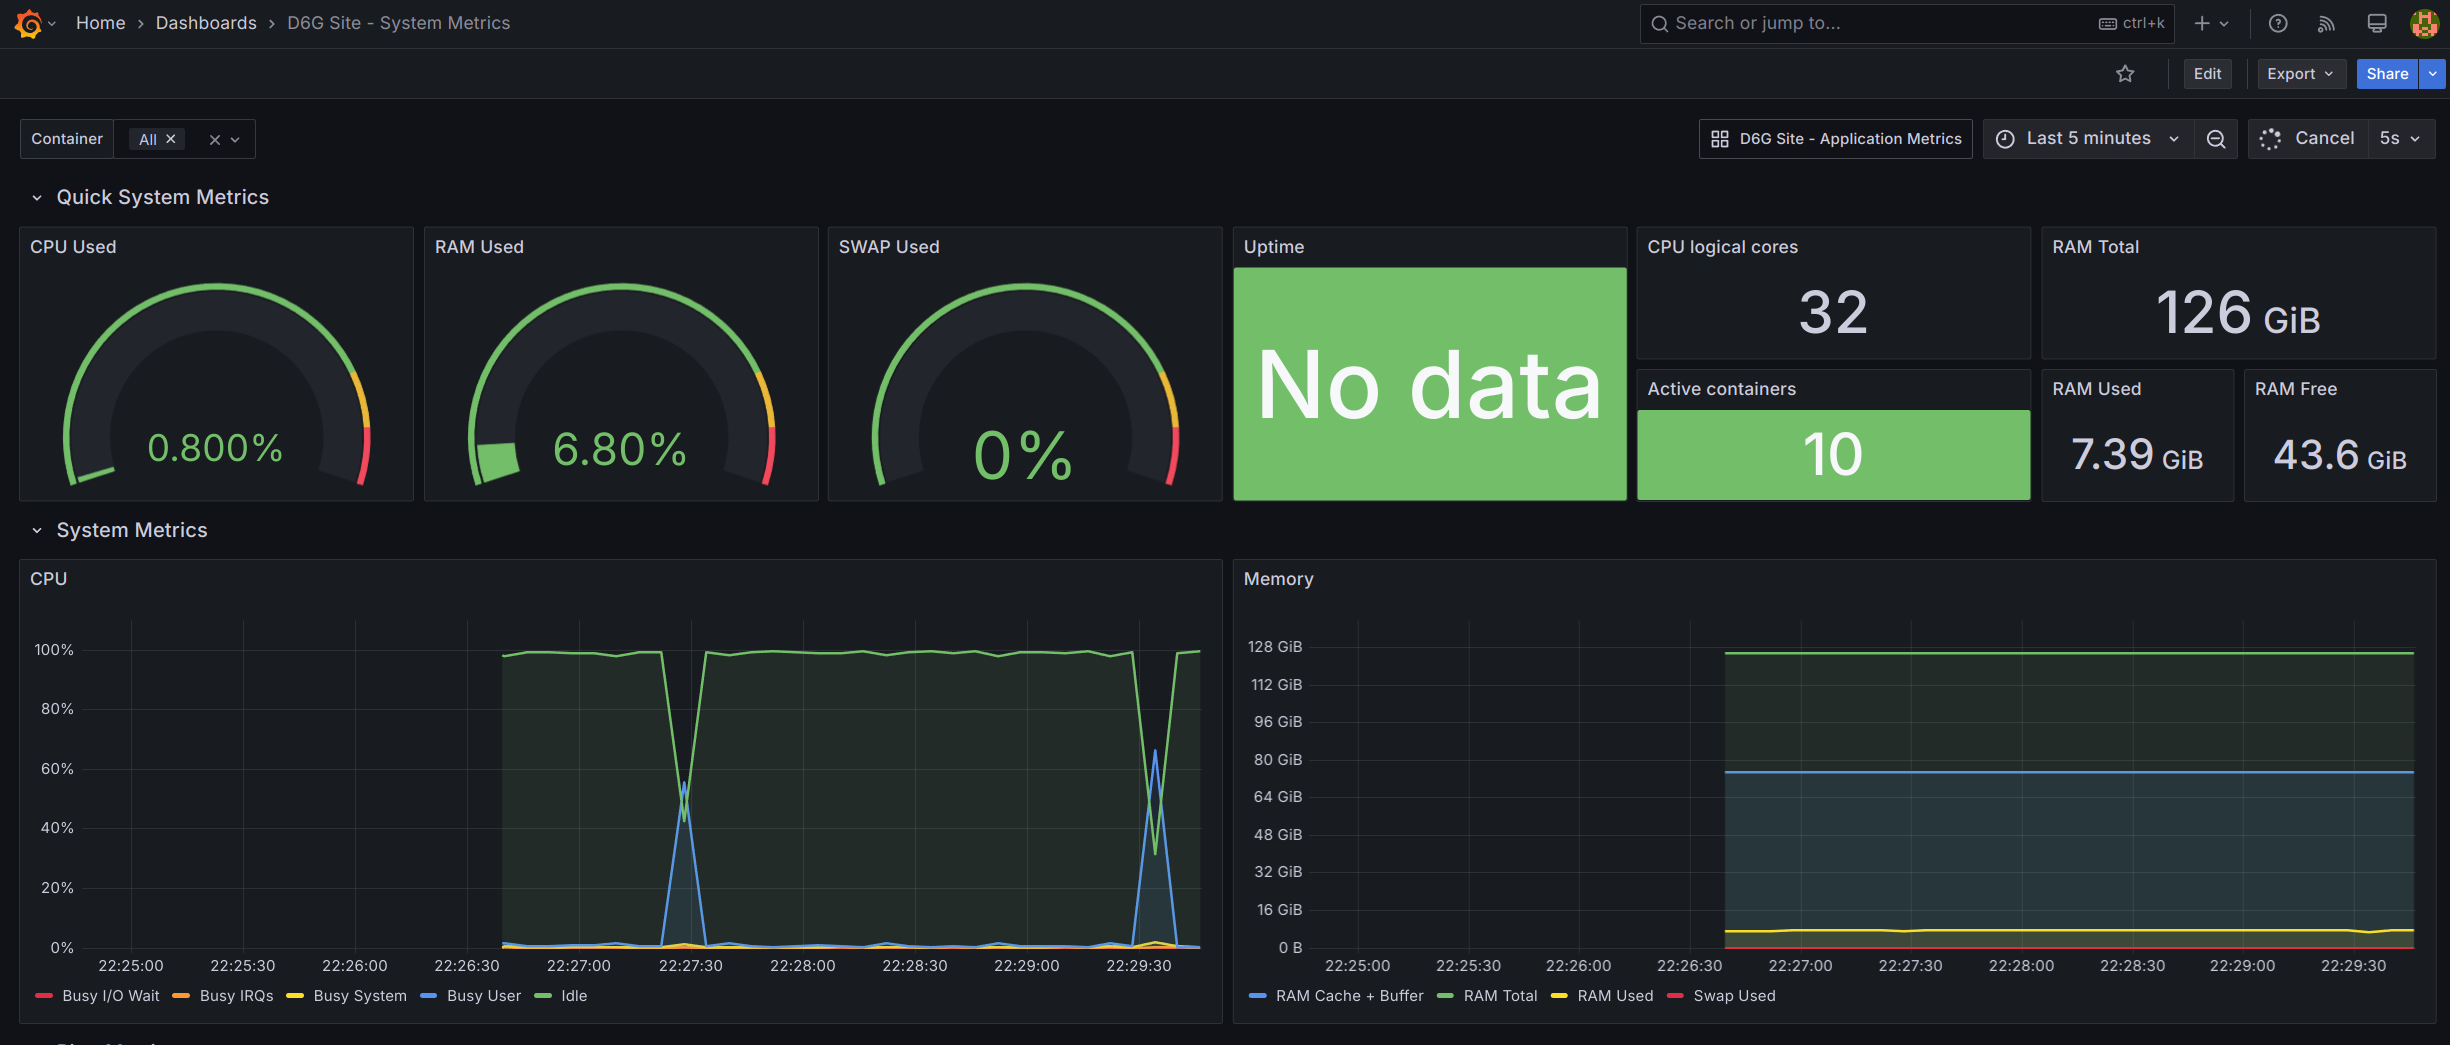 Home › Dashboards › D6G Site - System Metrics
Search or jump to...
ctrl+k
Edit
Export
Share
Container
All
D6G Site - Application Metrics
Last 5 minutes
Cancel
5s
Quick System Metrics
CPU Used
0.800%
RAM Used
6.80%
SWAP Used
0%
Uptime
No data
CPU logical cores
32
RAM Total
126 GiB
Active containers
10
RAM Used
7.39 GiB
RAM Free
43.6 GiB
System Metrics
CPU
100%
80%
60%
40%
20%
0%
22:25:00 22:25:30 22:26:00 22:26:30 22:27:00 22:27:30 22:28:00 22:28:30 22:29:00 22:29:30
Busy I/O Wait Busy IRQs Busy System Busy User Idle
Memory
128 GiB
112 GiB
96 GiB
80 GiB
64 GiB
48 GiB
32 GiB
16 GiB
0 B
22:25:00 22:25:30 22:26:00 22:26:30 22:27:00 22:27:30 22:28:00 22:28:30 22:29:00 22:29:30
RAM Cache + Buffer RAM Total RAM Used Swap Used